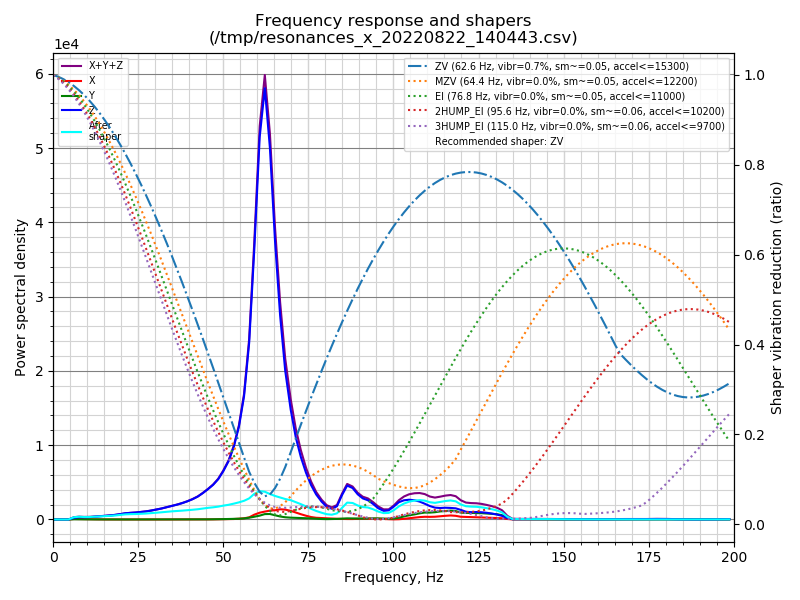 Frequency response and shapers
(/tmp/resonances_x_20220822_140443.csv)
1e4
X+Y+Z
X
Y
Z
After
shaper
ZV (62.6 Hz, vibr=0.7%, sm~=0.05, accel<=15300)
MZV (64.4 Hz, vibr=0.0%, sm~=0.05, accel<=12200)
EI (76.8 Hz, vibr=0.0%, sm~=0.05, accel<=11000)
2HUMP_EI (95.6 Hz, vibr=0.0%, sm~=0.06, accel<=10200)
3HUMP_EI (115.0 Hz, vibr=0.0%, sm~=0.06, accel<=9700)
Recommended shaper: ZV
6
5
4
3
2
1
0
Power spectral density
1.0
0.8
0.6
0.4
0.2
0.0
Shaper vibration reduction (ratio)
0 25 50 75 100 125 150 175 200
Frequency, Hz